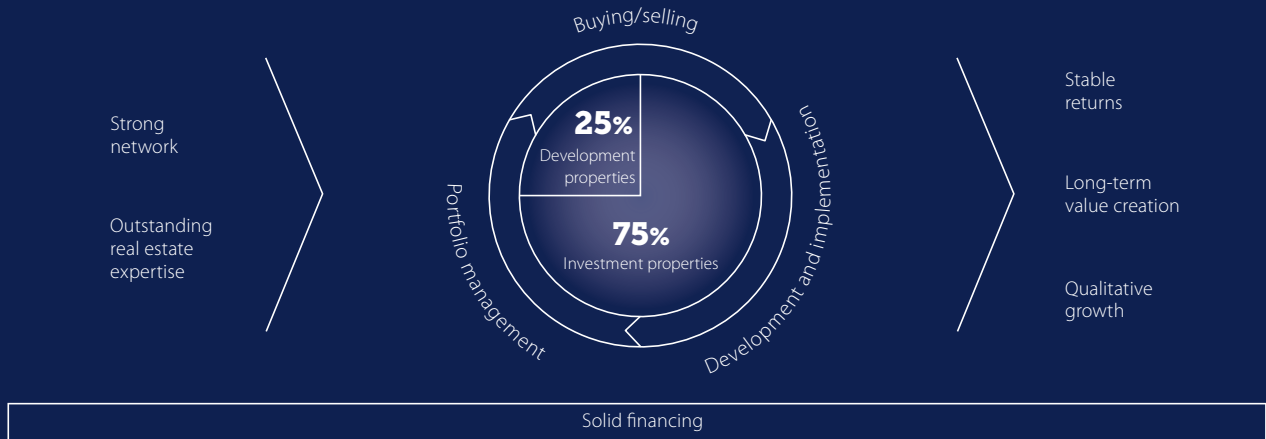 Strong
network
Outstanding
real estate
expertise
Buying/selling
25%
Development
properties
75%
Investment properties
Portfolio management
Development and implementation
Stable
returns
Long-term
value creation
Qualitative
growth
Solid financing